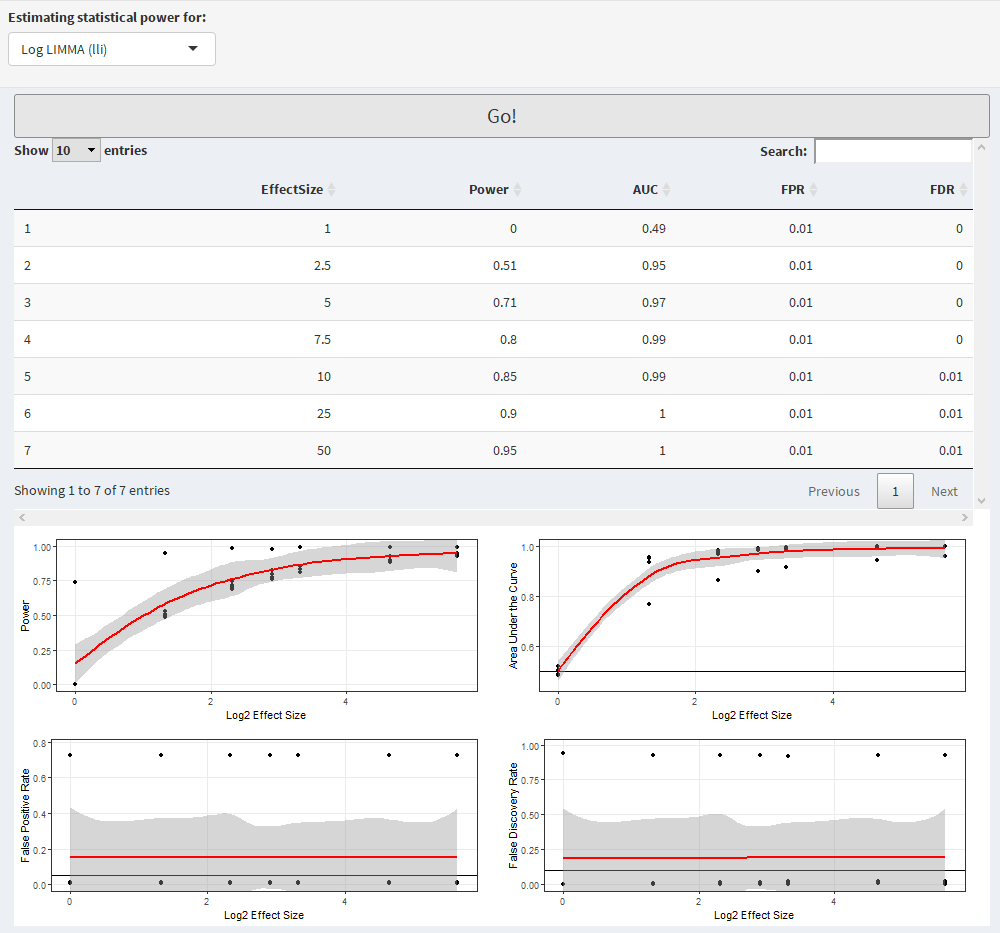 Estimating statistical power for:
Log LIMMA (lli)
Go!
Show 10 entries Search:
EffectSize Power AUC FPR FDR
1 1 0 0.49 0.01 0
2 2.5 0.51 0.95 0.01 0
3 5 0.71 0.97 0.01 0
4 7.5 0.8 0.99 0.01 0
5 10 0.85 0.99 0.01 0.01
6 25 0.9 1 0.01 0.01
7 50 0.95 1 0.01 0.01
Showing 1 to 7 of 7 entries Previous 1 Next
Power
1.00
0.75
0.50
0.25
0.00
0 2 4
Log2 Effect Size
Area Under the Curve
1.0
0.8
0.6
0 2 4
Log2 Effect Size
False Positive Rate
0.8
0.6
0.4
0.2
0.0
0 2 4
Log2 Effect Size
False Discovery Rate
1.00
0.75
0.50
0.25
0.00
0 2 4
Log2 Effect Size